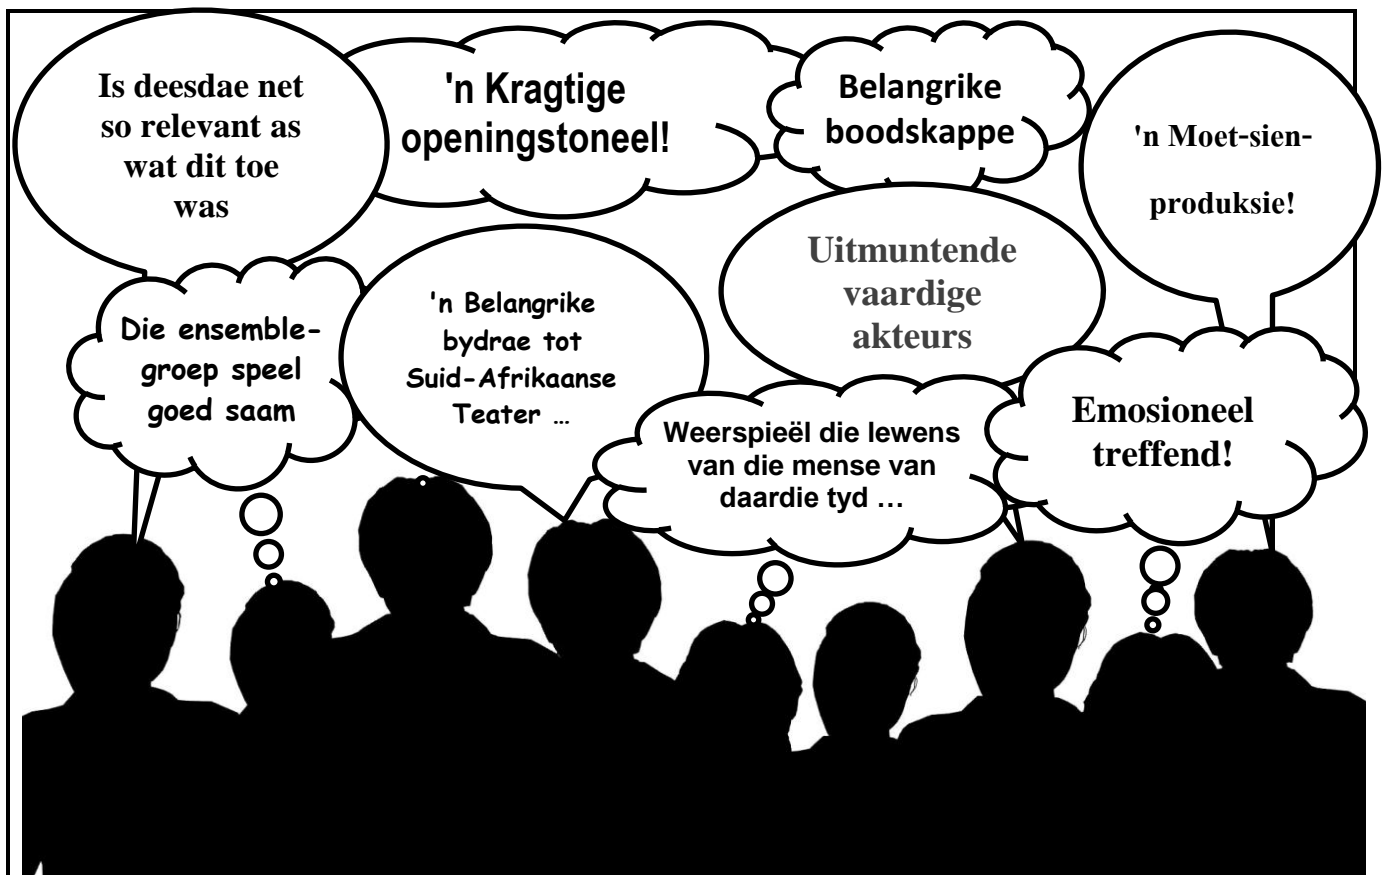 Is deesdae net
so relevant as
wat dit toe
was
'n Kragtige
openingstoneel!
Belangrike
boodskappe
'n Moet-sien-
produksie!
Uitmuntende
vaardige
akteurs
Die ensemble-
groep speel
goed saam
'n Belangrike
bydrae tot
Suid-Afrikaanse
Teater ...
Weerspieël die lewens
van die mense van
daardie tyd ...
Emosioneel
treffend!